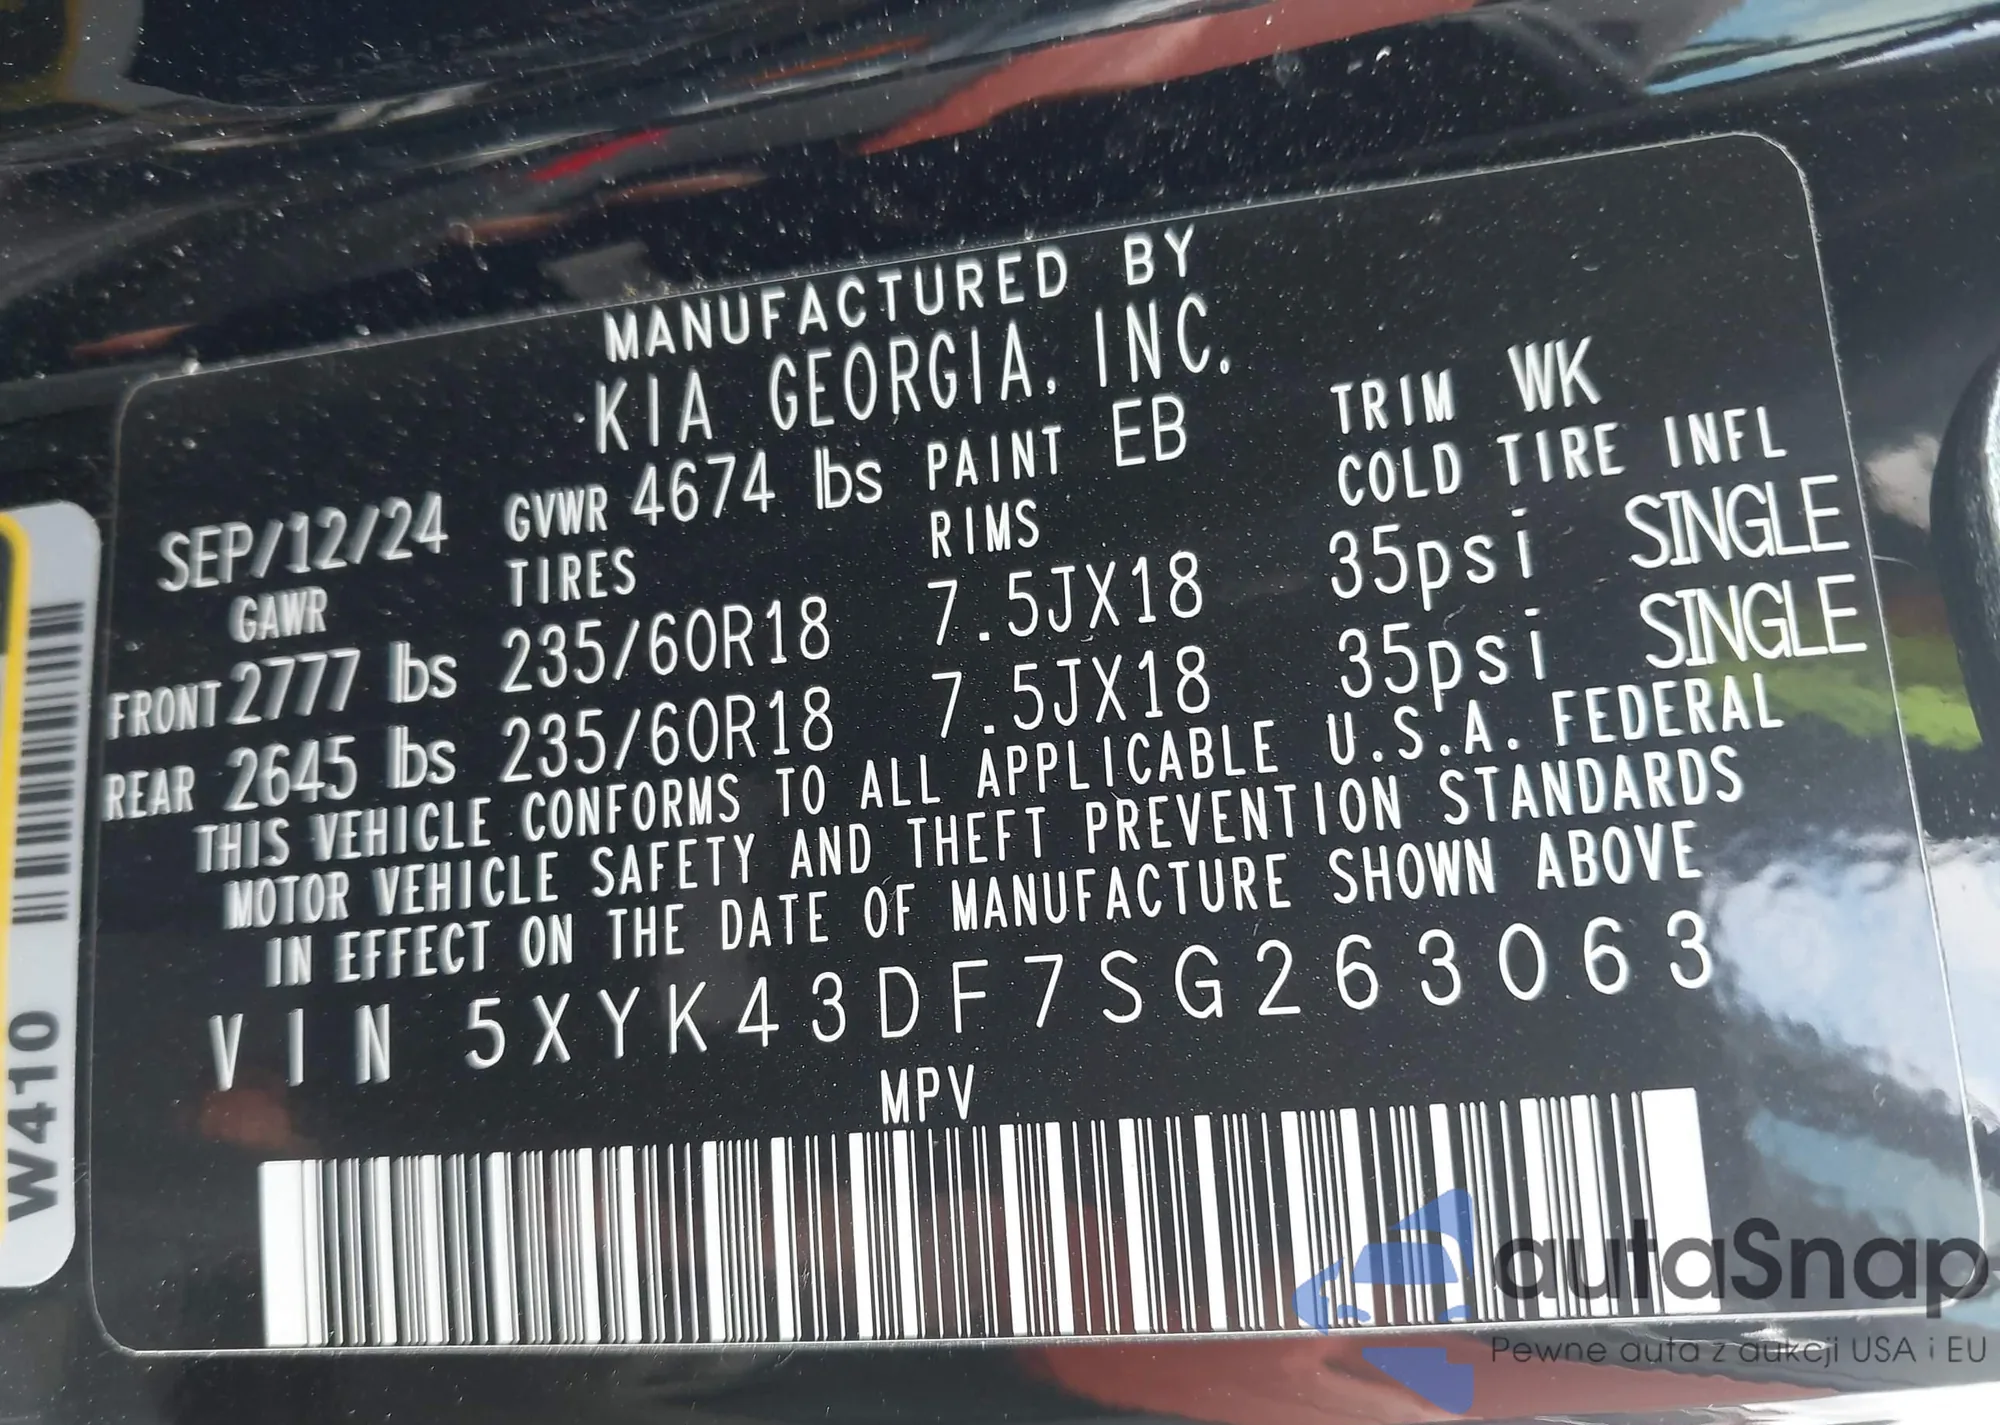 MANUFACTURED BY
KIA GEORGIA, INC.
SEP/12/24 GVWR 4674 lbs PAINT EB TRIM WK
GAWR TIRES RIMS COLD TIRE INFL
FRONT 2777 lbs 235/60R18 7.5JX18 35psi SINGLE
REAR 2645 lbs 235/60R18 7.5JX18 35psi SINGLE
THIS VEHICLE CONFORMS TO ALL APPLICABLE U.S.A. FEDERAL
MOTOR VEHICLE SAFETY AND THEFT PREVENTION STANDARDS
IN EFFECT ON THE DATE OF MANUFACTURE SHOWN ABOVE
VIN 5XYK43DF7SG263063
MPV
W410
autaSnap
Pewne auta z aukcji USA i EU